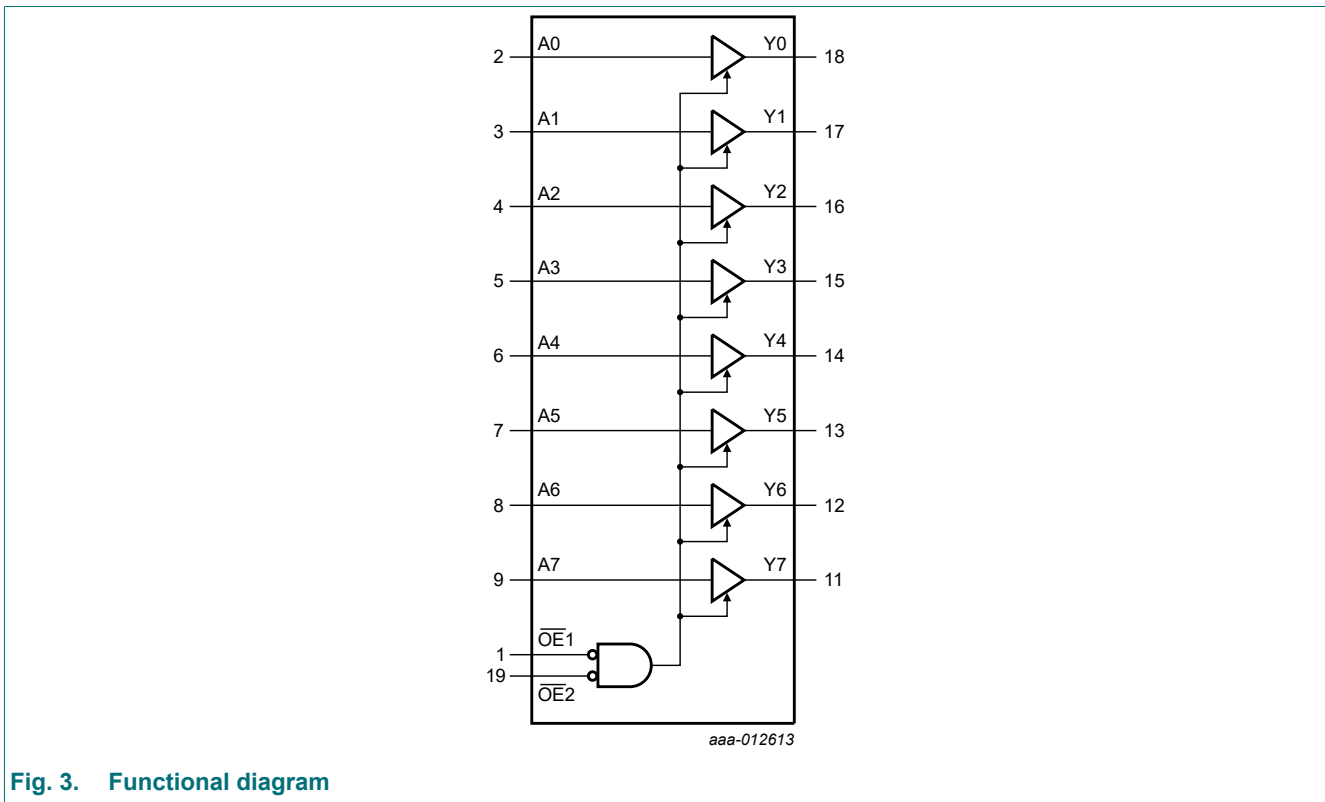 2 A0 Y0 18
3 A1 Y1 17
4 A2 Y2 16
5 A3 Y3 15
6 A4 Y4 14
7 A5 Y5 13
8 A6 Y6 12
9 A7 Y7 11
1 O̅E̅1
19 O̅E̅2
aaa-012613
Fig. 3. Functional diagram